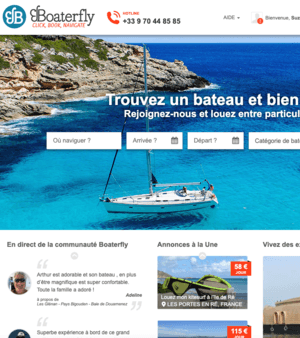 Boaterfly
CLICK, BOOK, NAVIGATE
HOTLINE
+33 9 70 44 85 85
AIDE
Bienvenue,
Trouvez un bateau et bien
Rejoignez-nous et louez entre particul
Où naviguer ?
Arrivée ?
Départ ?
Catégorie de bat
En direct de la communauté Boaterfly
Annonces à la Une
Vivez des e
Arthur est adorable et son bateau , en plus
d'être magnifique est super confortable.
Toute la famille a adoré !
Adeline
à propos de
Les Glénan - Pays Bigouden - Baie de Douarnenez
58 €
/JOUR
Louez mon kitesurf à l'île de Ré
LES PORTES EN RÉ, FRANCE
Superbe expérience à bord de ce grand
115 €
/JOUR